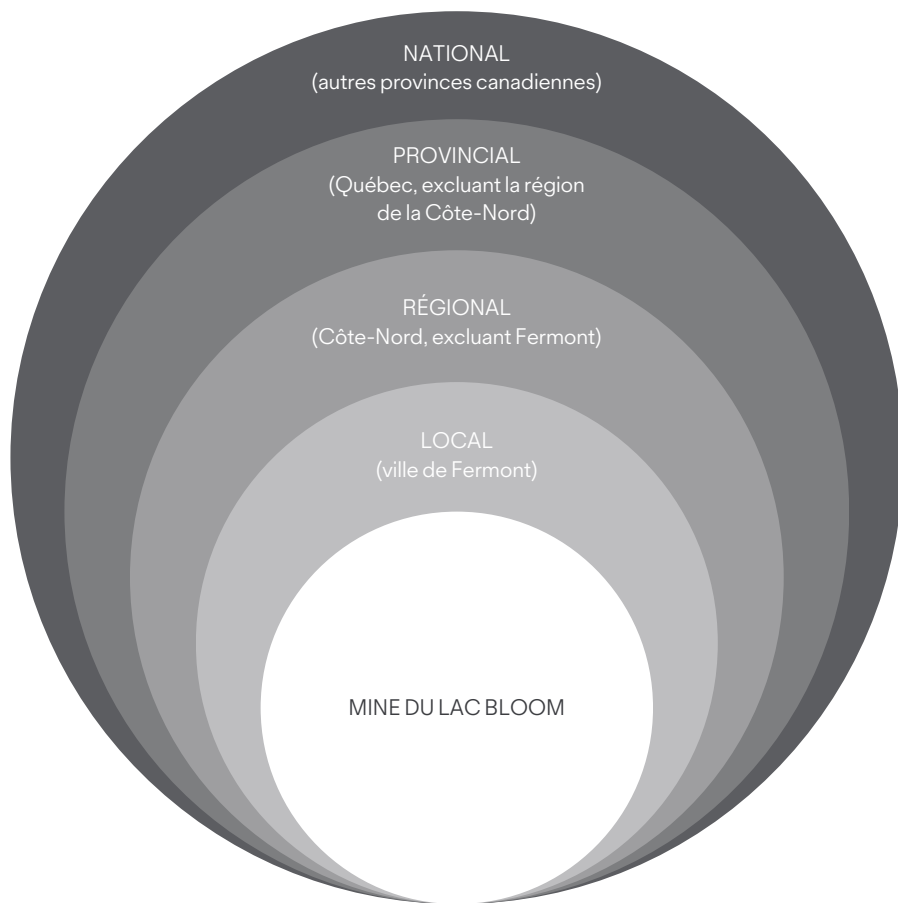 NATIONAL
(autres provinces canadiennes)
PROVINCIAL
(Québec, excluant la région
de la Côte-Nord)
RÉGIONAL
(Côte-Nord, excluant Fermont)
LOCAL
(ville de Fermont)
MINE DU LAC BLOOM